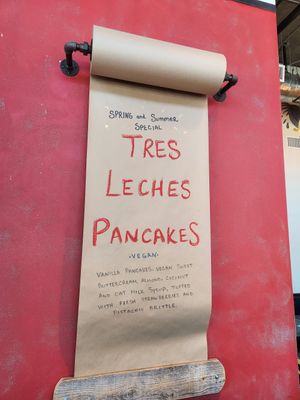 SPRING and Summer
SPECIAL
TRES
LECHES
PANCAKES
-VEGAN-
VANILLA PANCAKES, VEGAN SWEET
BUTTERCREAM, ALMOND, COCONUT
AND OAT MILK SYRUP, TOPPED
WITH FRESH STRAWBERRIES AND
PISTACHIO BRITTLE.